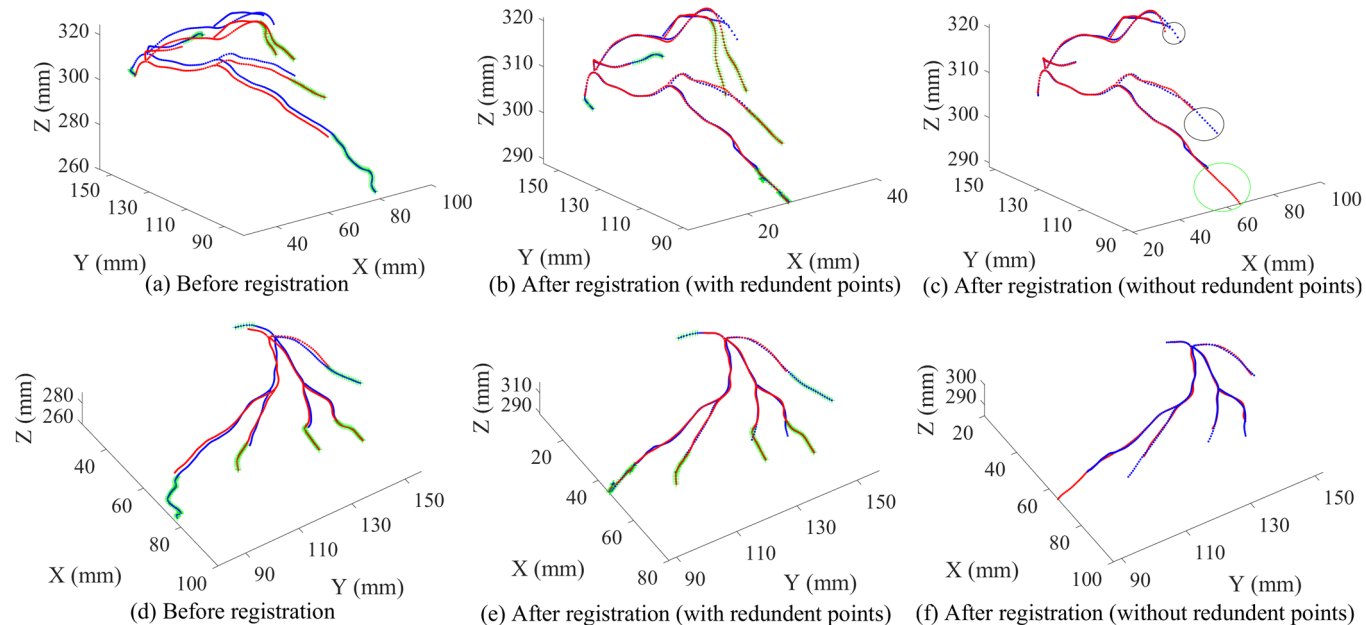 320
300
280
260
Z (mm)
150
130
110
90
Y (mm)
40
60
80
100
X (mm)
(a) Before registration
320
310
300
290
Z (mm)
150
130
110
90
Y (mm)
20
40
X (mm)
(b) After registration (with redundent points)
320
310
300
290
Z (mm)
150
130
110
90
Y (mm)
20
40
60
80
100
X (mm)
(c) After registration (without redundent points)
280
260
Z (mm)
40
60
80
100
X (mm)
90
110
130
150
Y (mm)
(d) Before registration
310
290
Z (mm)
20
40
60
80
X (mm)
90
110
130
150
Y (mm)
(e) After registration (with redundent points)
300
290
Z (mm)
20
40
60
80
100
X (mm)
90
110
130
150
Y (mm)
(f) After registration (without redundent points)